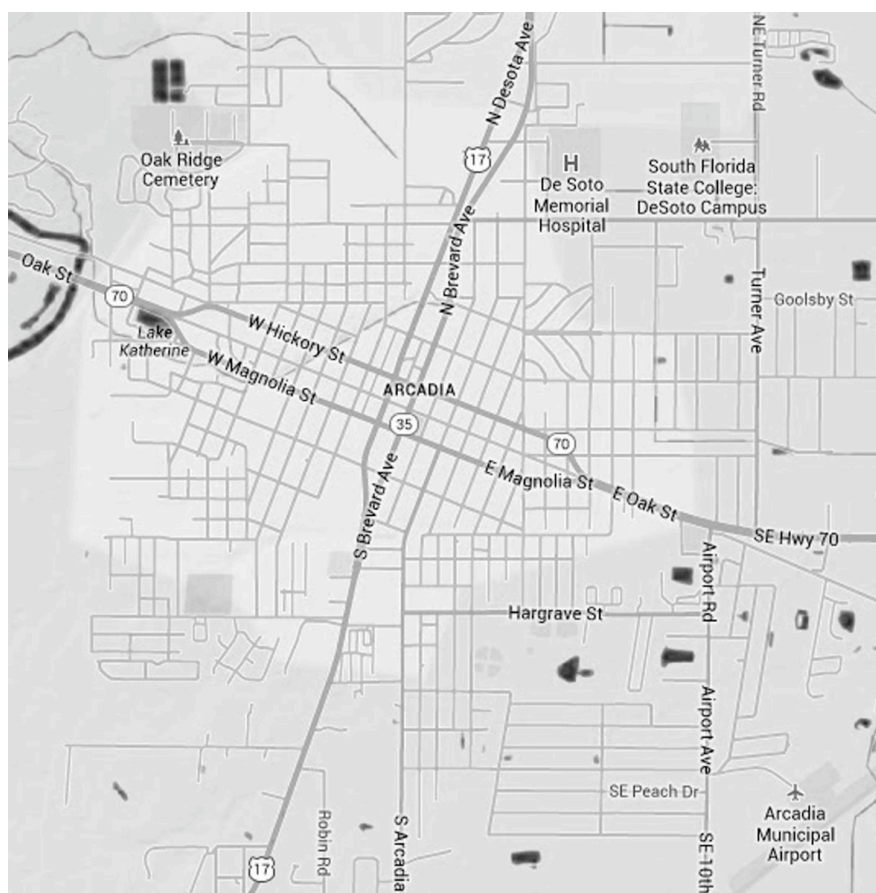 N Desota Ave
NE Turner Rd
17
Oak Ridge
Cemetery
H
De Soto
Memorial
Hospital
South Florida
State College:
DeSoto Campus
N Brevard Ave
Oak St
70
Turner Ave
Goolsby St
Lake
Katherine
W Hickory St
W Magnolia St
ARCADIA
35
70
S Brevard Ave
E Magnolia St
E Oak St
SE Hwy 70
Airport Rd
Hargrave St
Airport Ave
SE Peach Dr
Arcadia
Municipal
Airport
Robin Rd
S Arcadia
SE 10th
17